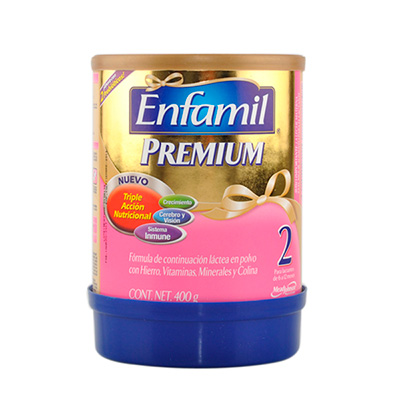 Enfamil
PREMIUM
NUEVO
Triple
Acción
Nutricional
Crecimiento
Cerebro y
Visión
Sistema
Inmune
2
Fórmula de continuación láctea en polvo
con Hierro, Vitaminas, Minerales y Colina
CONT. NET. 400 g
MeadJohnson